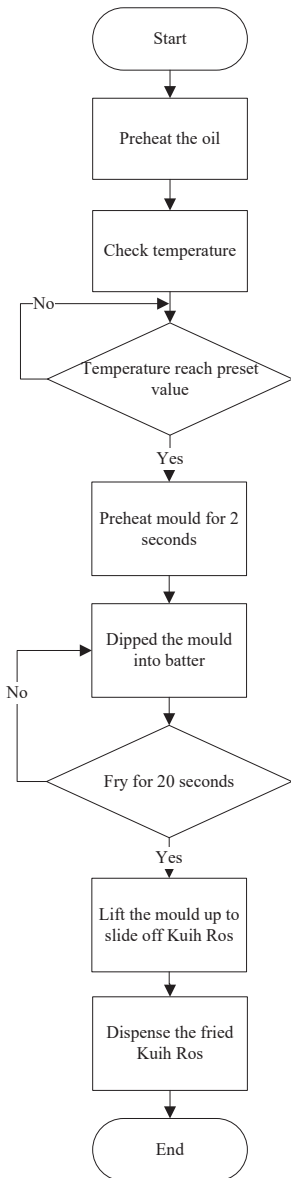 Start
Preheat the oil
Check temperature
No
Temperature reach preset
value
Yes
Preheat mould for 2
seconds
Dipped the mould
into batter
No
Fry for 20 seconds
Yes
Lift the mould up to
slide off Kuih Ros
Dispense the fried
Kuih Ros
End